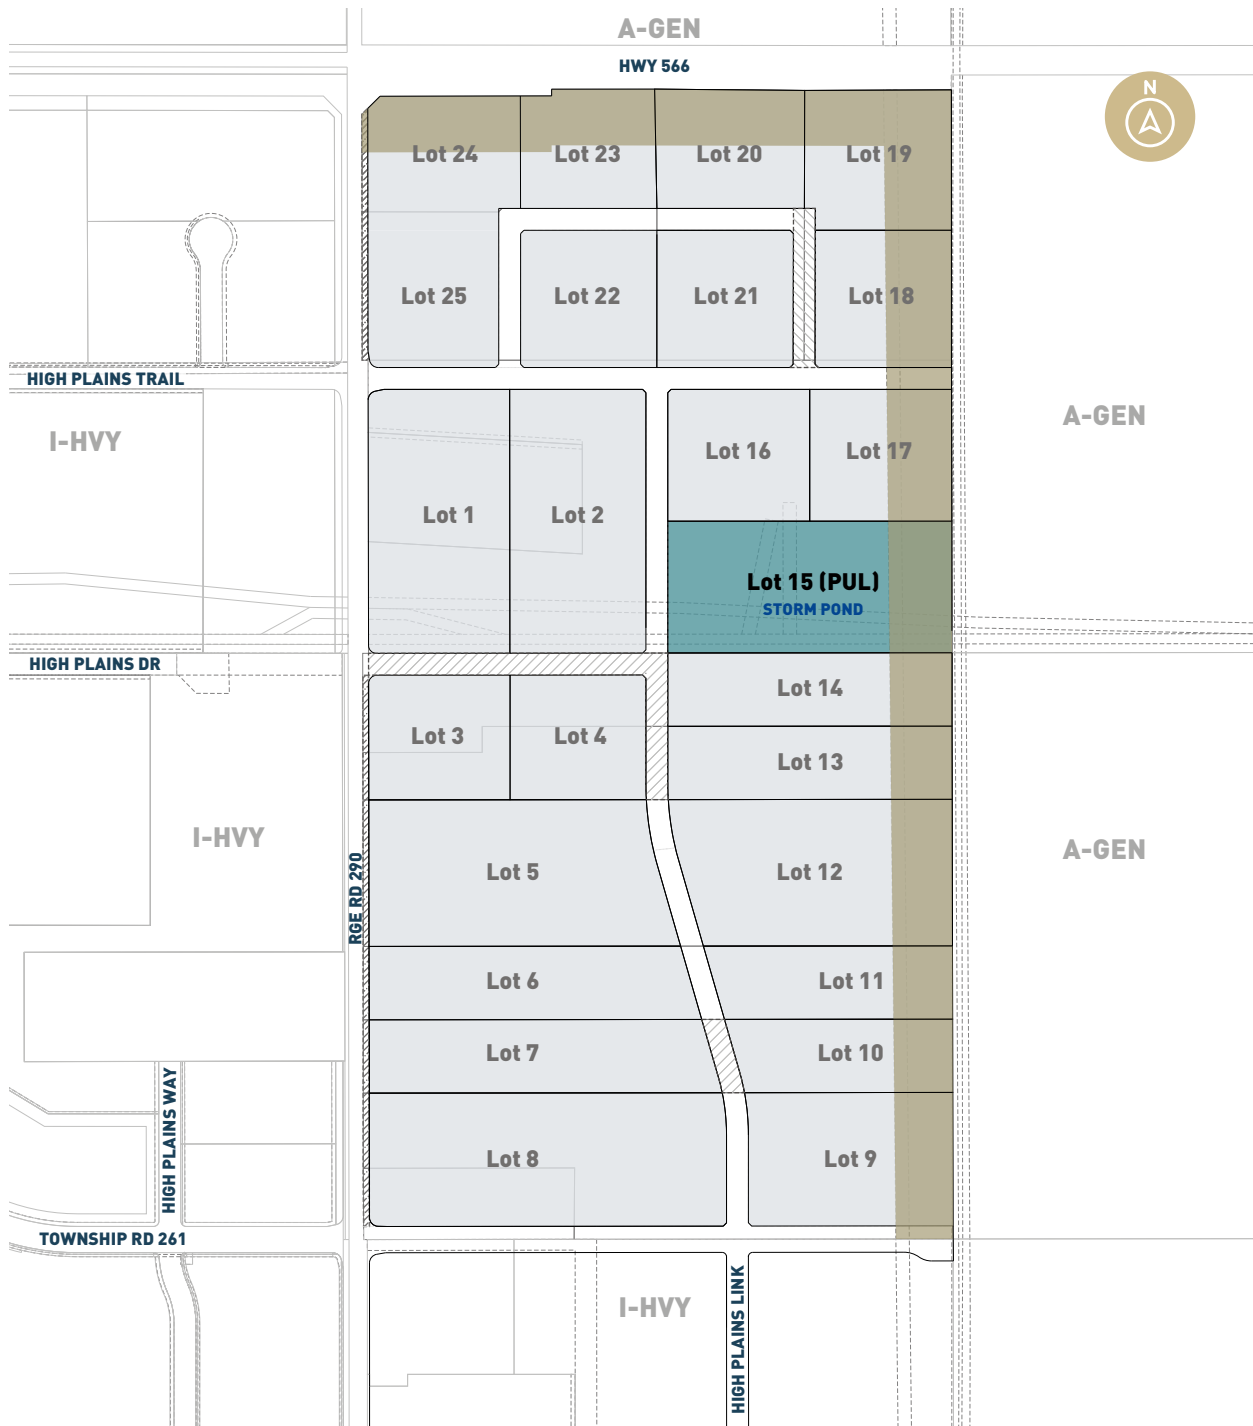 A-GEN
HWY 566
N
Lot 24
Lot 23
Lot 20
Lot 19
Lot 25
Lot 22
Lot 21
Lot 18
HIGH PLAINS TRAIL
I-HVY
A-GEN
Lot 16
Lot 17
Lot 1
Lot 2
Lot 15 (PUL)
STORM POND
HIGH PLAINS DR
Lot 14
Lot 3
Lot 4
Lot 13
I-HVY
A-GEN
RGE RD 290
Lot 5
Lot 12
Lot 6
Lot 11
Lot 7
Lot 10
HIGH PLAINS WAY
Lot 8
Lot 9
TOWNSHIP RD 261
I-HVY
HIGH PLAINS LINK